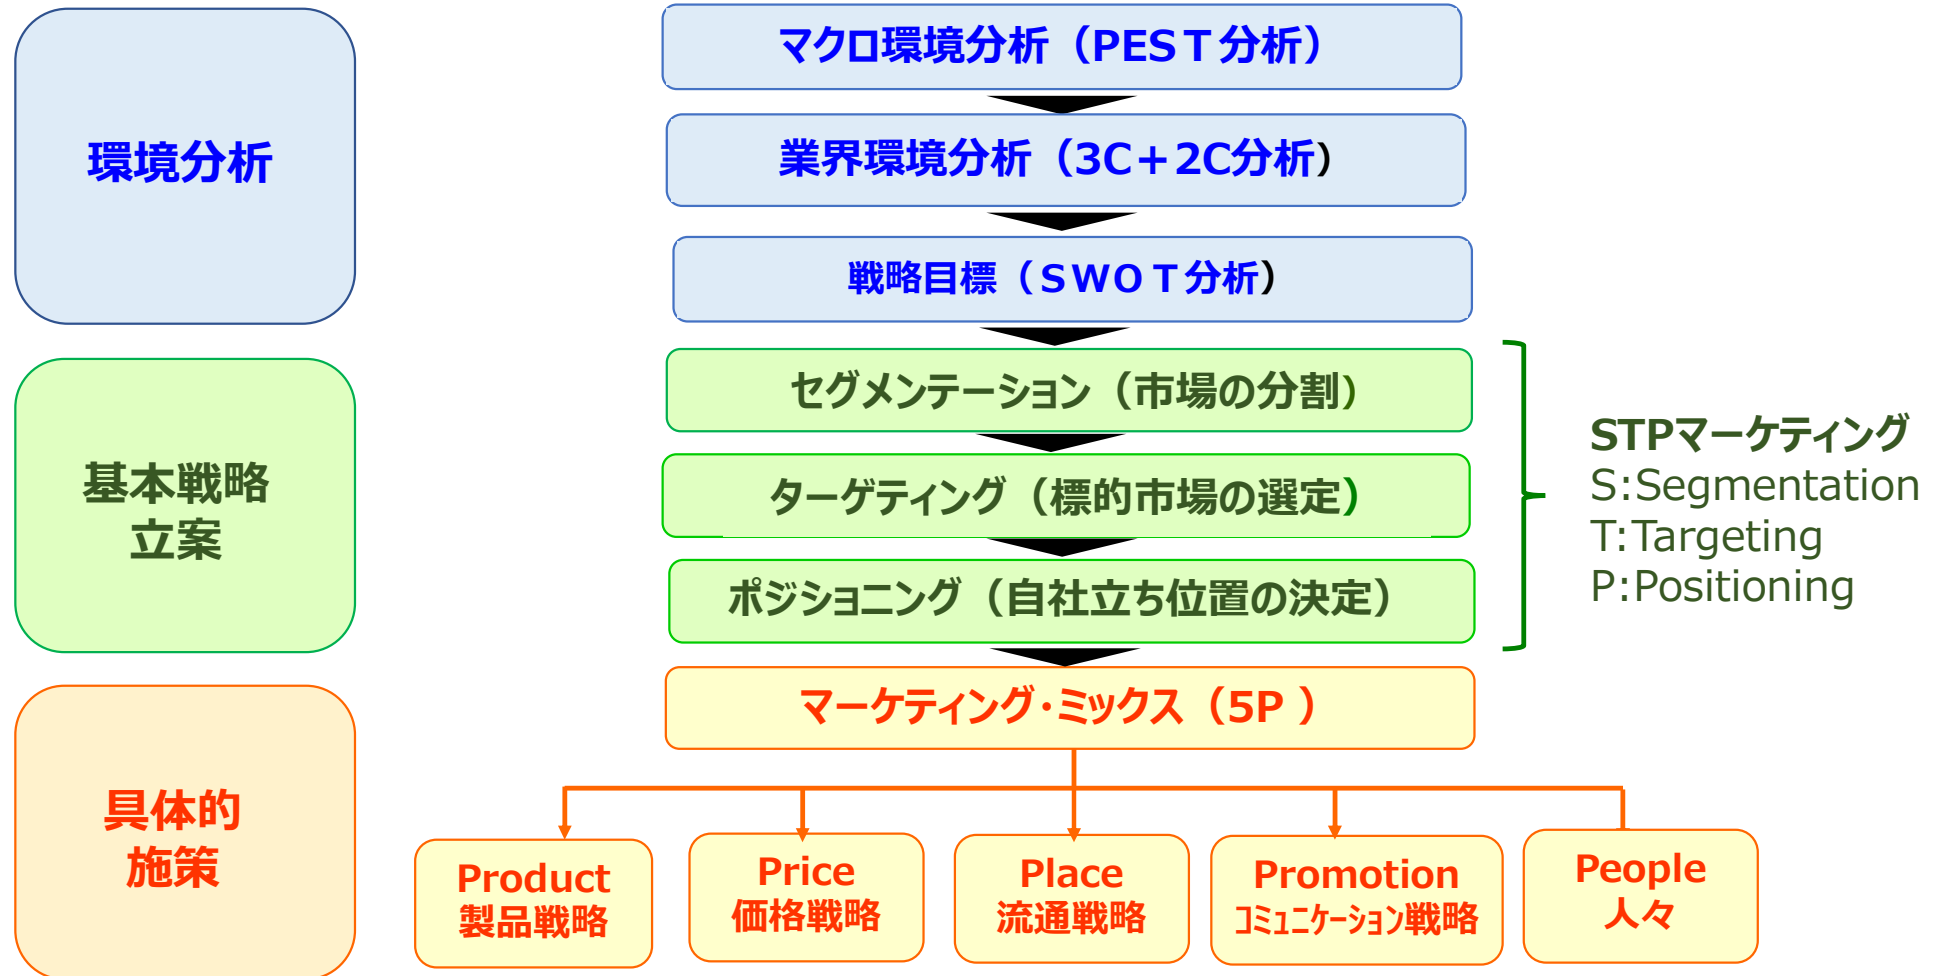 マクロ環境分析（PESＴ分析）
環境分析
業界環境分析（3C＋2C分析）
戦略目標（ＳＷＯＴ分析）
セグメンテーション（市場の分割）
基本戦略
立案
ターゲティング（標的市場の選定）
ポジショニング（自社立ち位置の決定）
STPマーケティング
S:Segmentation
T:Targeting
P:Positioning
マーケティング・ミックス（5P ）
具体的
施策
Product
製品戦略
Price
価格戦略
Place
流通戦略
Promotion
ｺﾐｭﾆｹｰｼｮﾝ戦略
People
人々